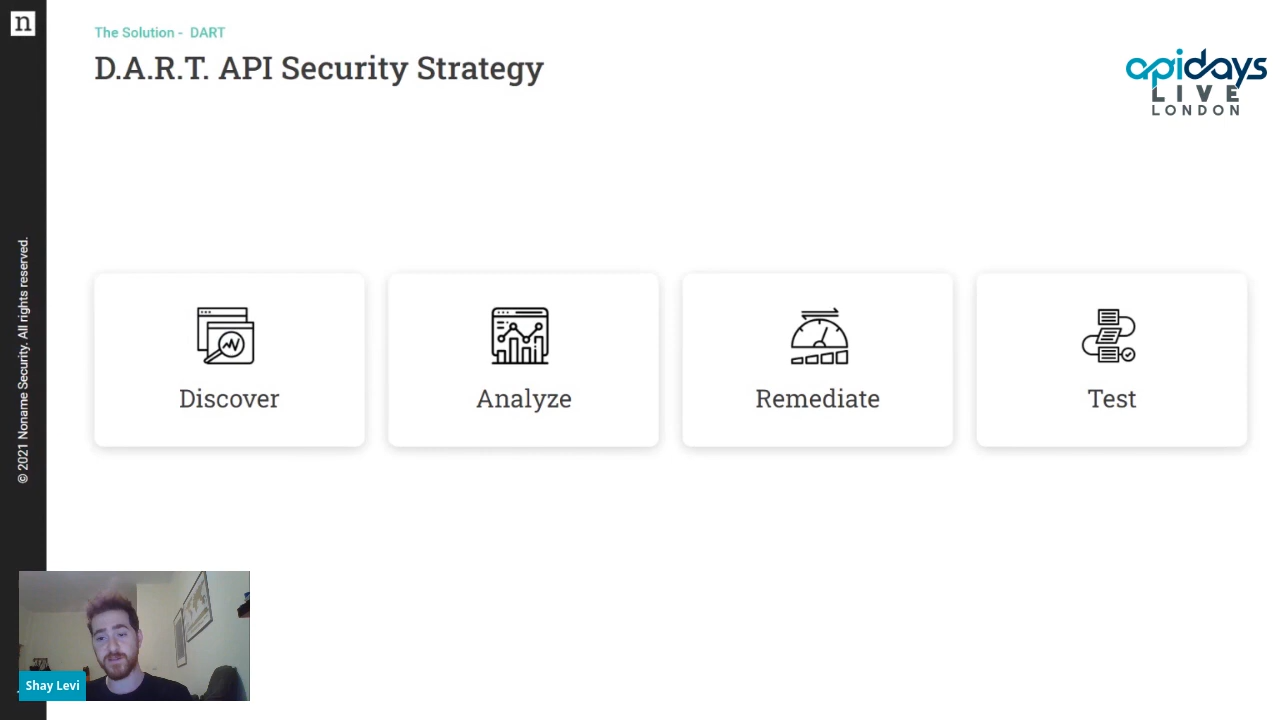 n
The Solution - DART
D.A.R.T. API Security Strategy
apidays
LIVE
LONDON
© 2021 Noname Security. All rights reserved.
Discover
Analyze
Remediate
Test
Shay Levi